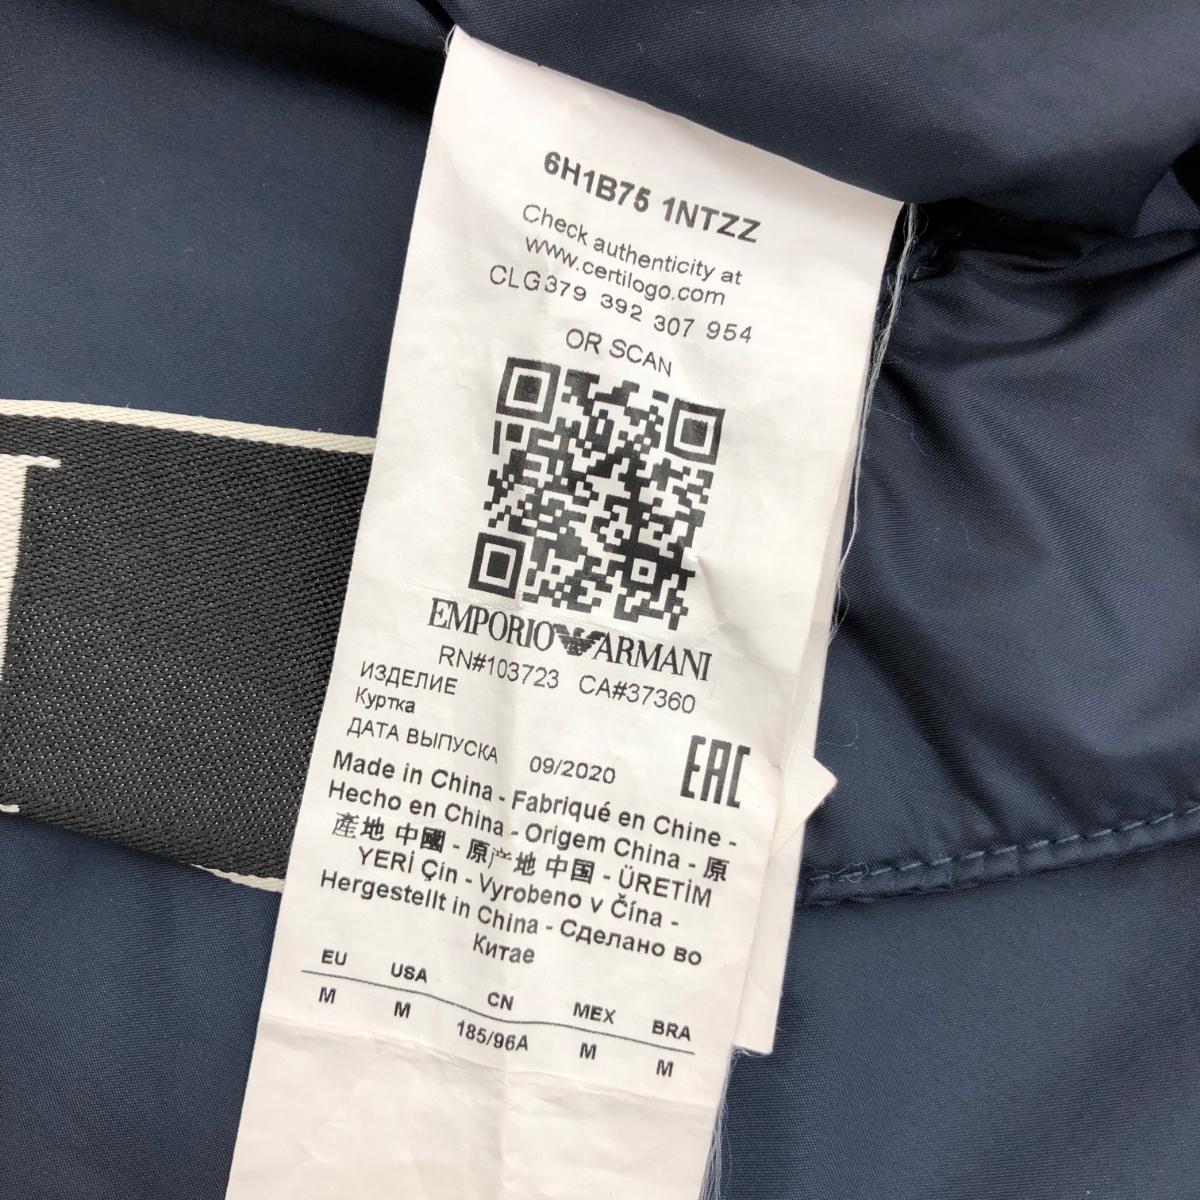 6H1B75 1NTZZ
Check authenticity at
www.certilogo.com
CLG379 392 307 954
OR SCAN
EMPORIO ARMANI
RN#103723 CA#37360
ИЗДЕЛИЕ
Куртка
ДАТА ВЫПУСКА 09/2020
EAC
Made in China - Fabriqué en Chine -
Hecho en China - Origem China - 原
產地 中國 - 原产地 中国 - ÜRETİM
YERİ Çin - Vyrobeno v Čína -
Hergestellt in China - Сделано во
Китае
EU USA CN MEX BRA
M M 185/96A M M